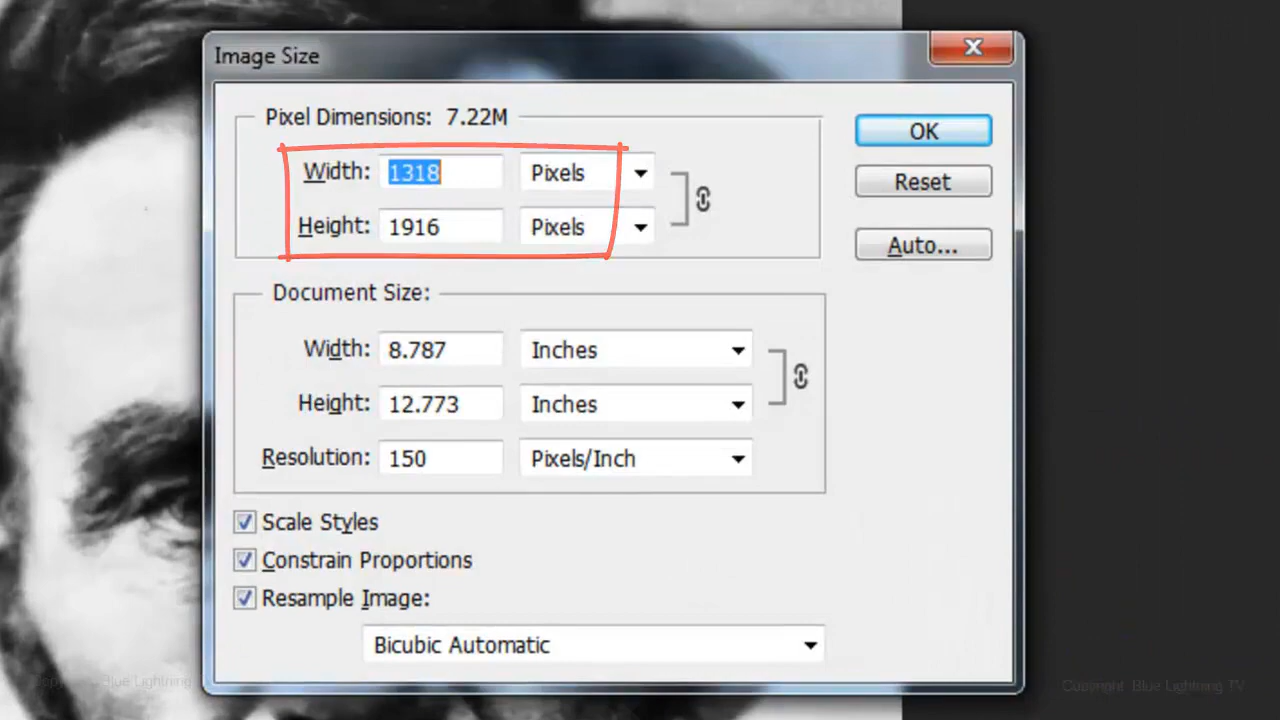 Image Size
Pixel Dimensions: 7.22M
Width: 1318 Pixels
Height: 1916 Pixels
OK
Reset
Auto...
Document Size:
Width: 8.787 Inches
Height: 12.773 Inches
Resolution: 150 Pixels/Inch
Scale Styles
Constrain Proportions
Resample Image:
Bicubic Automatic
Blue Lightning
Copyright Blue Lightning TV